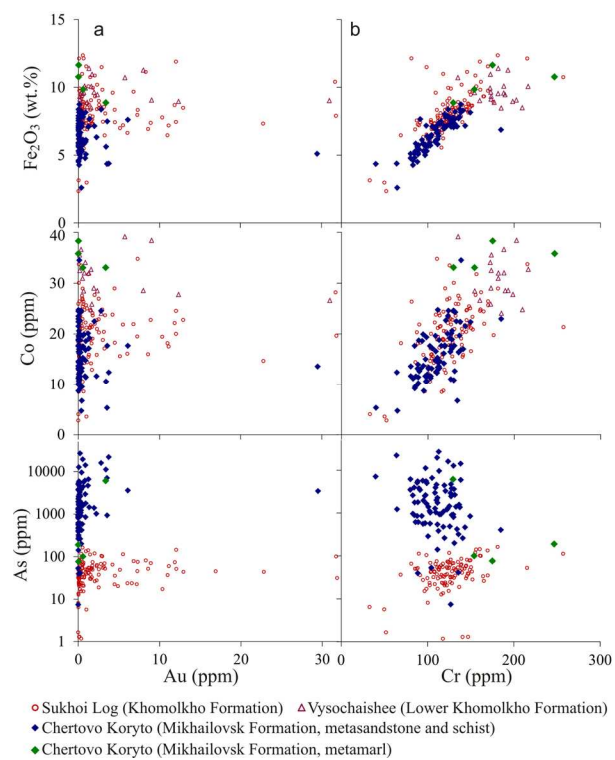 a
b
Fe2O3 (wt.%)
15
10
5
0
Co (ppm)
40
30
20
10
0
As (ppm)
10000
1000
100
10
1
0 10 20 30
Au (ppm)
0 100 200 300
Cr (ppm)
Sukhoi Log (Khomolkho Formation)
Vysochaishee (Lower Khomolkho Formation)
Chertovo Koryto (Mikhailovsk Formation, metasandstone and schist)
Chertovo Koryto (Mikhailovsk Formation, metamarl)